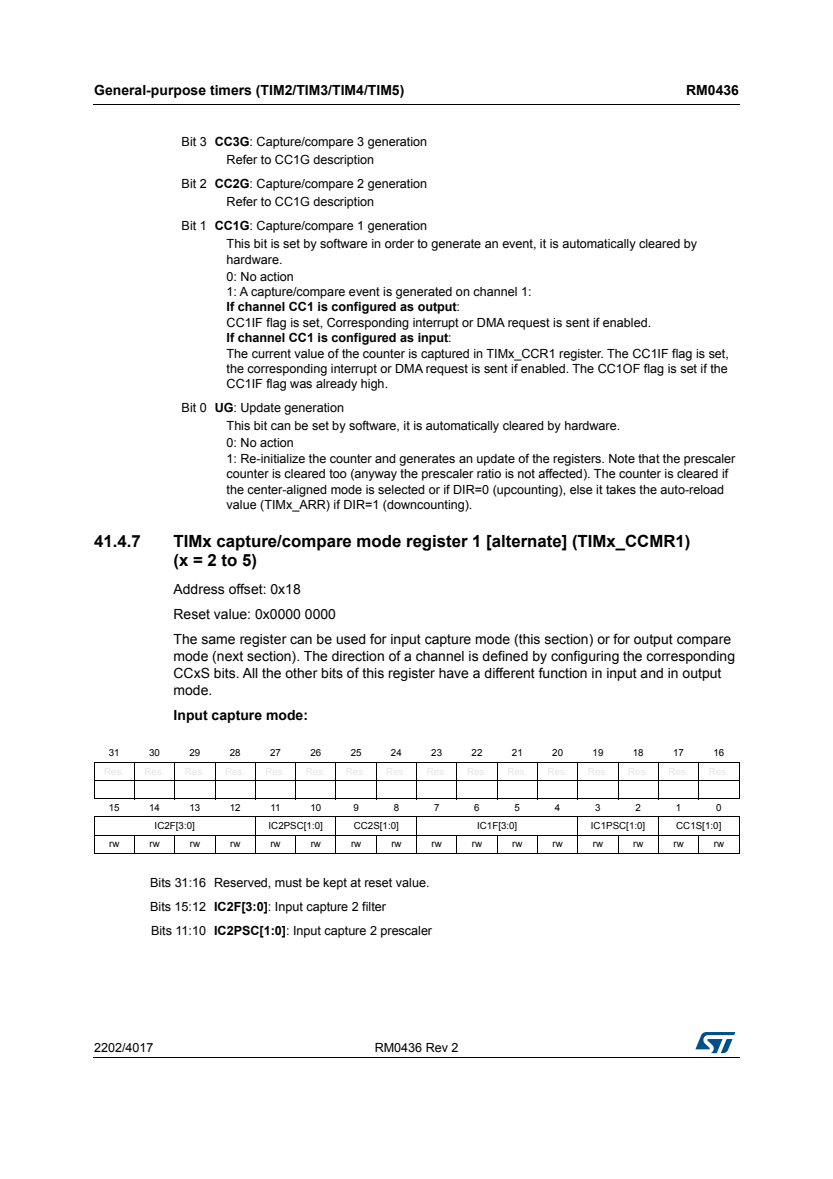 General-purpose timers (TIM2/TIM3/TIM4/TIM5) RM0436
Bit 3 CC3G: Capture/compare 3 generation
Refer to CC1G description
Bit 2 CC2G: Capture/compare 2 generation
Refer to CC1G description
Bit 1 CC1G: Capture/compare 1 generation
This bit is set by software in order to generate an event, it is automatically cleared by
hardware.
0: No action
1: A capture/compare event is generated on channel 1:
If channel CC1 is configured as output:
CC1IF flag is set, Corresponding interrupt or DMA request is sent if enabled.
If channel CC1 is configured as input:
The current value of the counter is captured in TIMx_CCR1 register. The CC1IF flag is set,
the corresponding interrupt or DMA request is sent if enabled. The CC1OF flag is set if the
CC1IF flag was already high.
Bit 0 UG: Update generation
This bit can be set by software, it is automatically cleared by hardware.
0: No action
1: Re-initialize the counter and generates an update of the registers. Note that the prescaler
counter is cleared too (anyway the prescaler ratio is not affected). The counter is cleared if
the center-aligned mode is selected or if DIR=0 (upcounting), else it takes the auto-reload
value (TIMx_ARR) if DIR=1 (downcounting).
41.4.7 TIMx capture/compare mode register 1 [alternate] (TIMx_CCMR1)
(x = 2 to 5)
Address offset: 0x18
Reset value: 0x0000 0000
The same register can be used for input capture mode (this section) or for output compare
mode (next section). The direction of a channel is defined by configuring the corresponding
CCxS bits. All the other bits of this register have a different function in input and in output
mode.
Input capture mode:
31 30 29 28 27 26 25 24 23 22 21 20 19 18 17 16
Res. Res. Res. Res. Res. Res. Res. Res. Res. Res. Res. Res. Res. Res. Res. Res.
15 14 13 12 11 10 9 8 7 6 5 4 3 2 1 0
IC2F[3:0] IC2PSC[1:0] CC2S[1:0] IC1F[3:0] IC1PSC[1:0] CC1S[1:0]
rw rw rw rw rw rw rw rw rw rw rw rw rw rw rw rw
Bits 31:16 Reserved, must be kept at reset value.
Bits 15:12 IC2F[3:0]: Input capture 2 filter
Bits 11:10 IC2PSC[1:0]: Input capture 2 prescaler
2202/4017 RM0436 Rev 2 ST